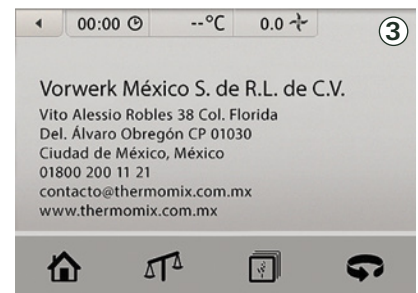 00:00 --°C 0.0 3
Vorwerk México S. de R.L. de C.V.
Vito Alessio Robles 38 Col. Florida
Del. Álvaro Obregón CP 01030
Ciudad de México, México
01800 200 11 21
contacto@thermomix.com.mx
www.thermomix.com.mx